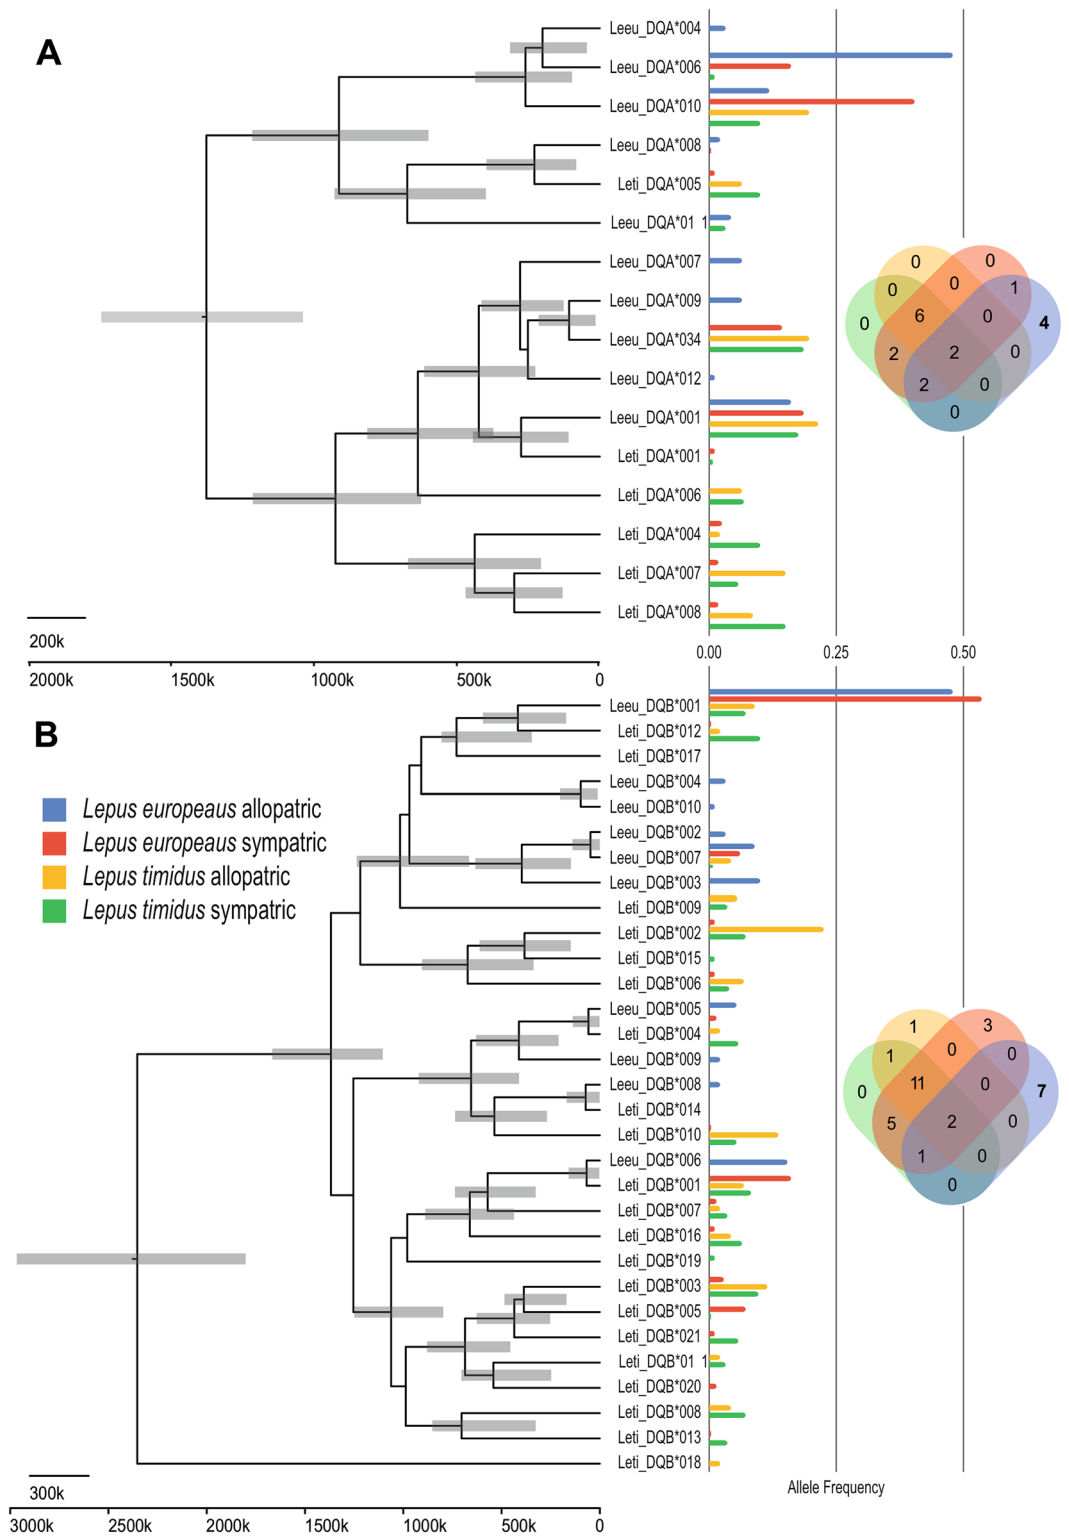 A
Leeu_DQA*004
Leeu_DQA*006
Leeu_DQA*010
Leeu_DQA*008
Leti_DQA*005
Leeu_DQA*01 1
Leeu_DQA*007
Leeu_DQA*009
Leeu_DQA*034
Leeu_DQA*012
Leeu_DQA*001
Leti_DQA*001
Leti_DQA*006
Leti_DQA*004
Leti_DQA*007
Leti_DQA*008
0 0
0 0 1
0 6 0 4
2 2 0
2 0
0
200k
0.00 0.25 0.50
2000k 1500k 1000k 500k 0
B
Lepus europeaus allopatric
Lepus europeaus sympatric
Lepus timidus allopatric
Lepus timidus sympatric
Leeu_DQB*001
Leti_DQB*012
Leti_DQB*017
Leeu_DQB*004
Leeu_DQB*010
Leeu_DQB*002
Leeu_DQB*007
Leeu_DQB*003
Leti_DQB*009
Leti_DQB*002
Leti_DQB*015
Leti_DQB*006
Leeu_DQB*005
Leti_DQB*004
Leeu_DQB*009
Leeu_DQB*008
Leti_DQB*014
Leti_DQB*010
Leeu_DQB*006
Leti_DQB*001
Leti_DQB*007
Leti_DQB*016
Leti_DQB*019
Leti_DQB*003
Leti_DQB*005
Leti_DQB*021
Leti_DQB*01 1
Leti_DQB*020
Leti_DQB*008
Leti_DQB*013
Leti_DQB*018
1 3
1 0 0
0 11 0 7
5 2 0
1 0
0
Allele Frequency
300k
3000k 2500k 2000k 1500k 1000k 500k 0